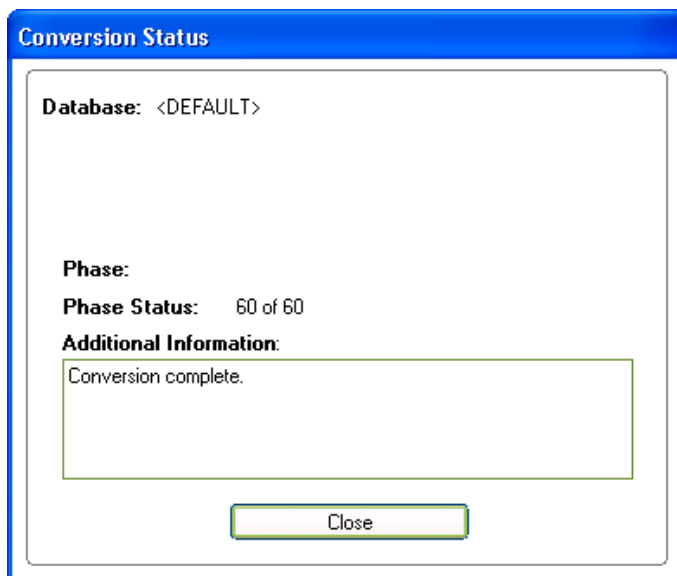 Conversion Status
Database: <DEFAULT>
Phase:
Phase Status: 60 of 60
Additional Information:
Conversion complete.
Close